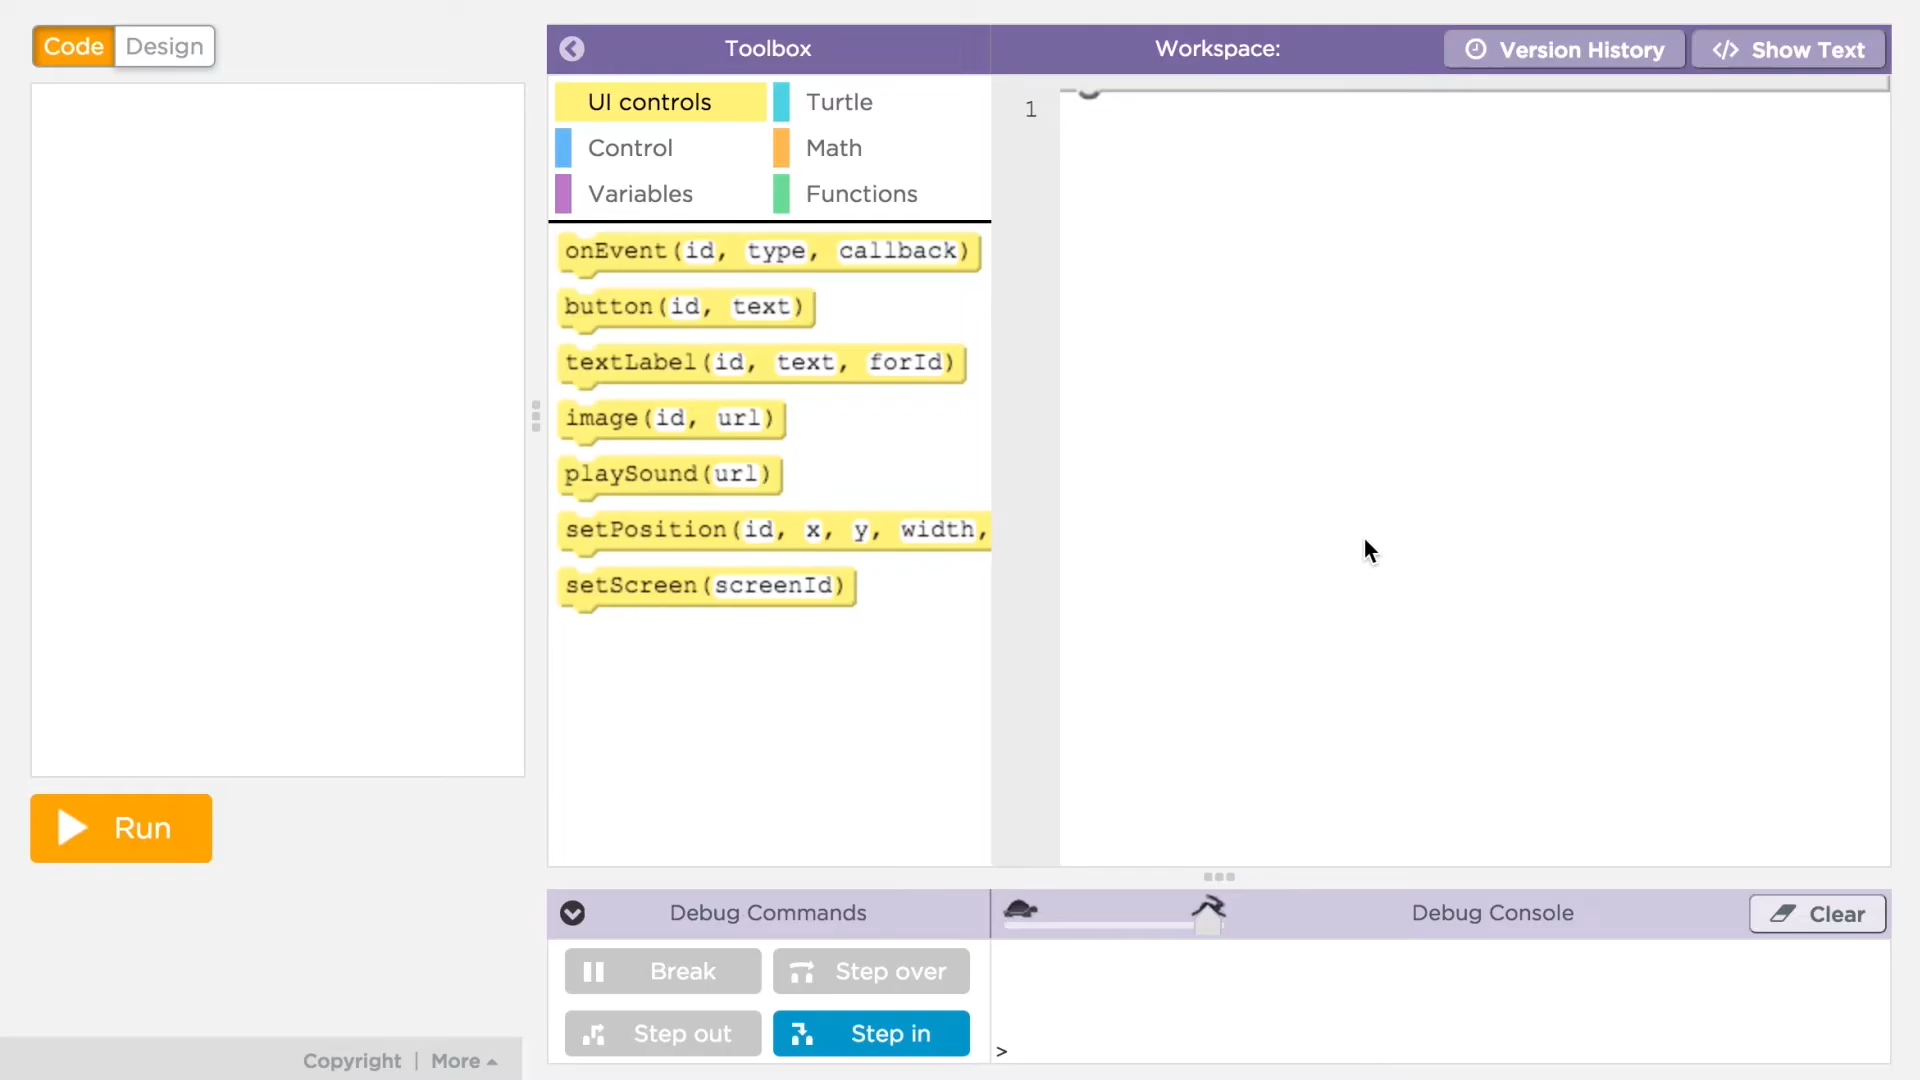 Code Design
Toolbox
Workspace:
Version History
</> Show Text
UI controls
Turtle
Control
Math
Variables
Functions
onEvent(id, type, callback)
button(id, text)
textLabel(id, text, forId)
image(id, url)
playSound(url)
setPosition(id, x, y, width,
setScreen(screenId)
1
Run
Debug Commands
Debug Console
Clear
Break
Step over
Step out
Step in
>
Copyright | More